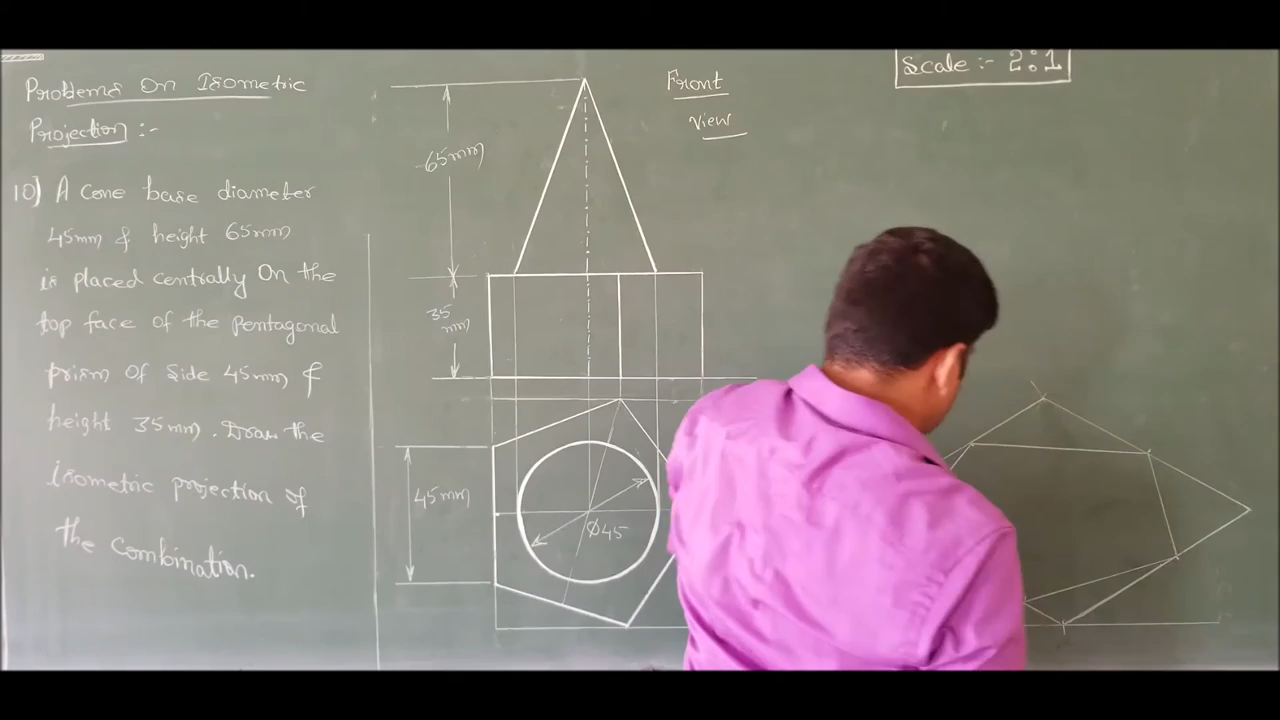 Problems On Isometric
Projection :-
10] A Cone base diameter
45mm & height 65mm
is placed centrally On the
top face of the pentagonal
prism of side 45mm &
height 35mm. Draw the
isometric projection of
the combination.
65mm
35
mm
45mm
Ø45
Front
View
Scale :- 2:1